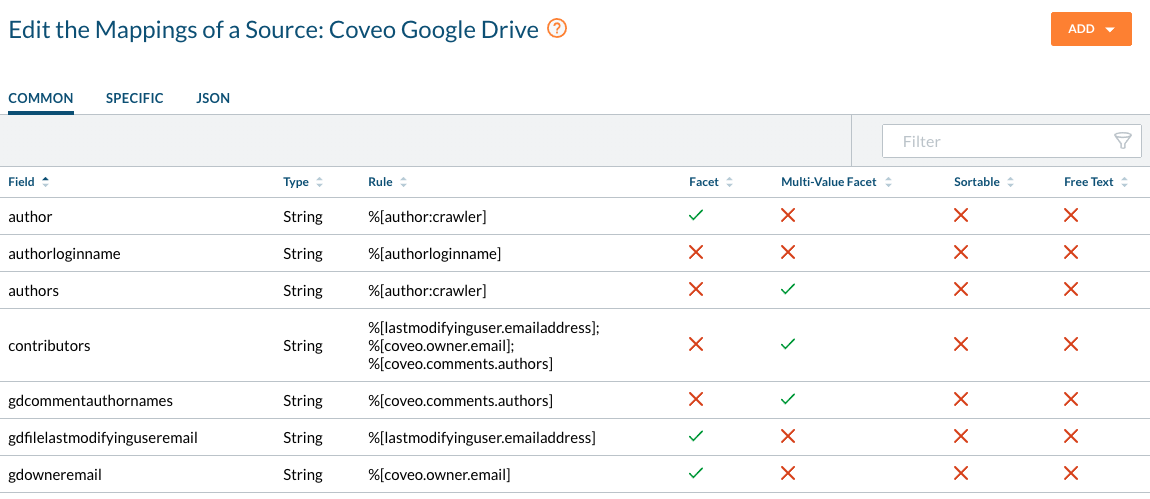 Edit the Mappings of a Source: Coveo Google Drive ?
ADD
COMMON SPECIFIC JSON
Filter
Field Type Rule Facet Multi-Value Facet Sortable Free Text
author String %[author:crawler]
authorloginname String %[authorloginname]
authors String %[author:crawler]
%[lastmodifyinguser.emailaddress];
contributors String %[coveo.owner.email];
%[coveo.comments.authors]
gdcommentauthornames String %[coveo.comments.authors]
gdfilelastmodifyinguseremail String %[lastmodifyinguser.emailaddress]
gdowneremail String %[coveo.owner.email]